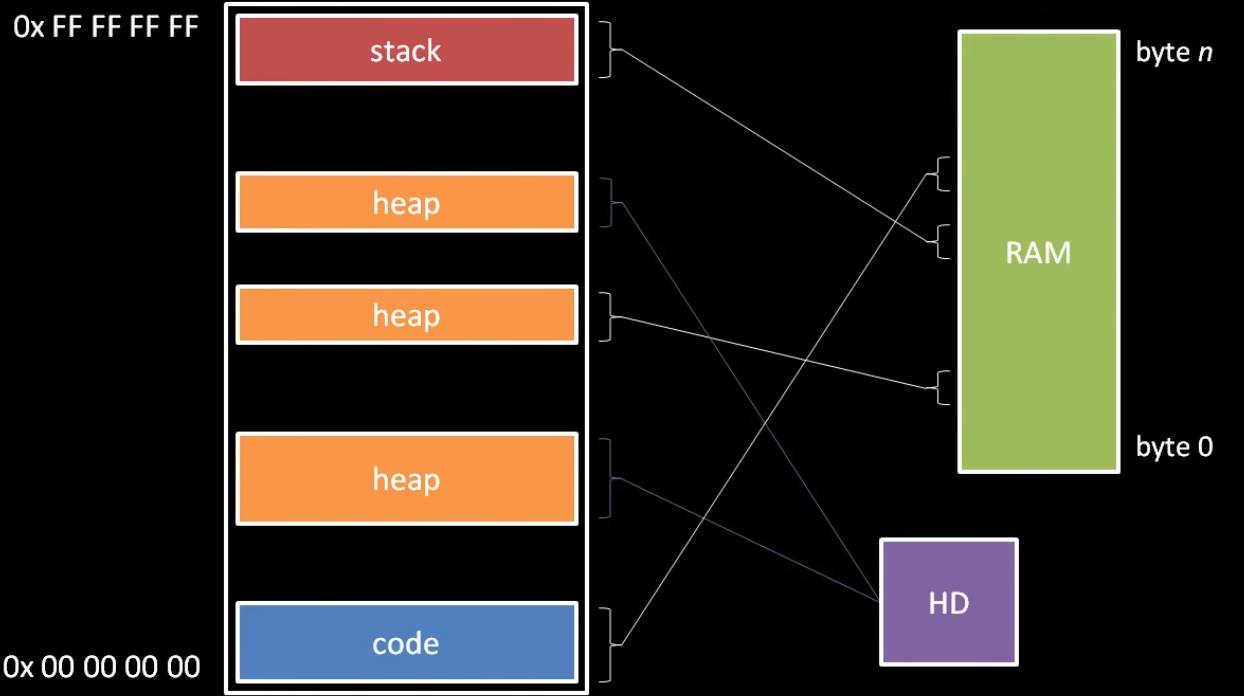 0x FF FF FF FF
stack
byte n
heap
RAM
heap
byte 0
heap
HD
code
0x 00 00 00 00